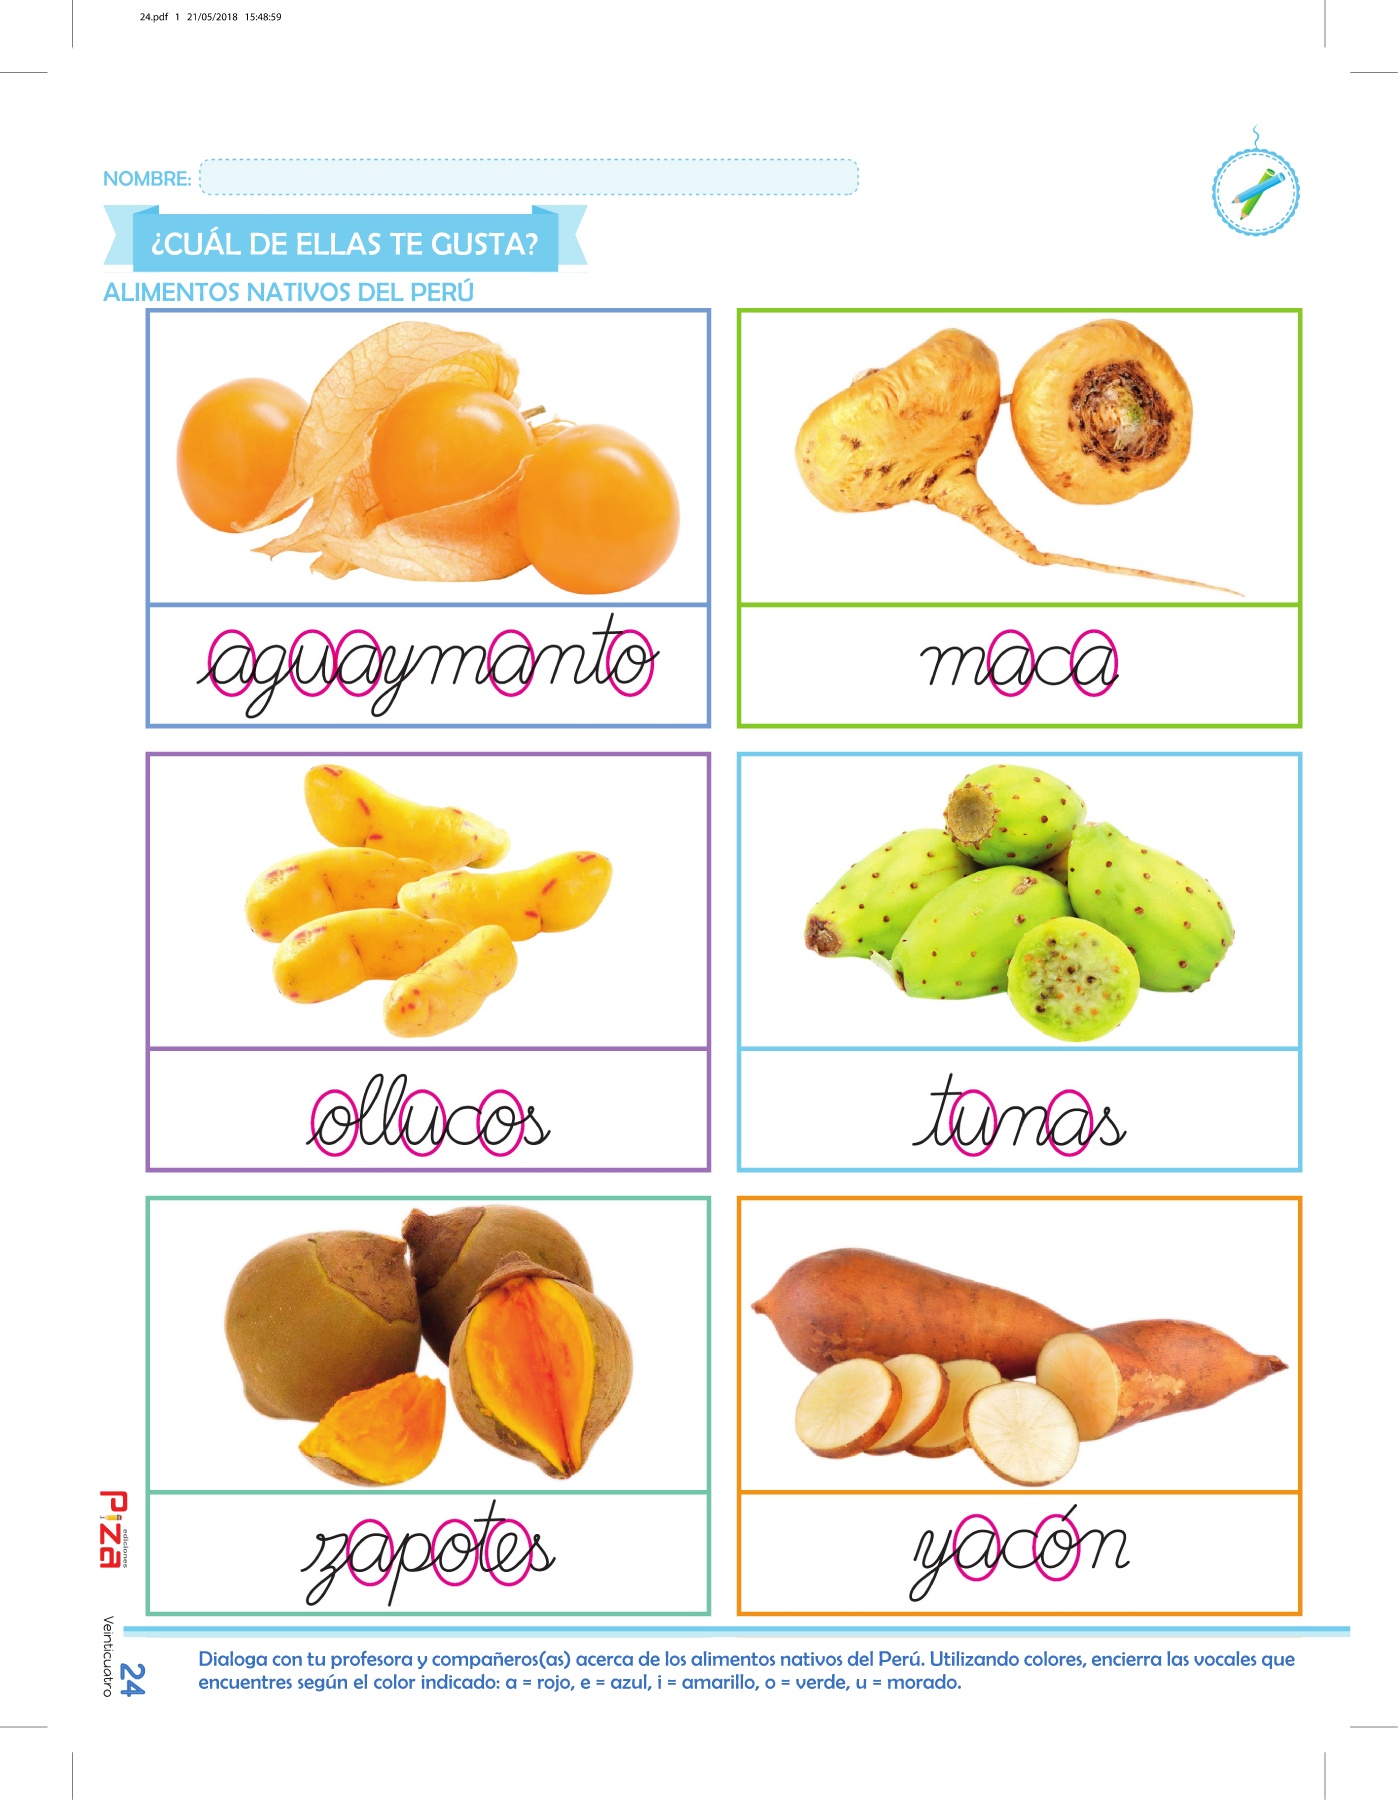 24.pdf 1 21/05/2018 15:48:59
NOMBRE:
¿CUÁL DE ELLAS TE GUSTA?
ALIMENTOS NATIVOS DEL PERÚ
aguaymanto
maca
ollucos
tunas
zapotes
yacón
Piza
ediciones
Veinticuatro
24
Dialoga con tu profesora y compañeros(as) acerca de los alimentos nativos del Perú. Utilizando colores, encierra las vocales que
encuentres según el color indicado: a = rojo, e = azul, i = amarillo, o = verde, u = morado.